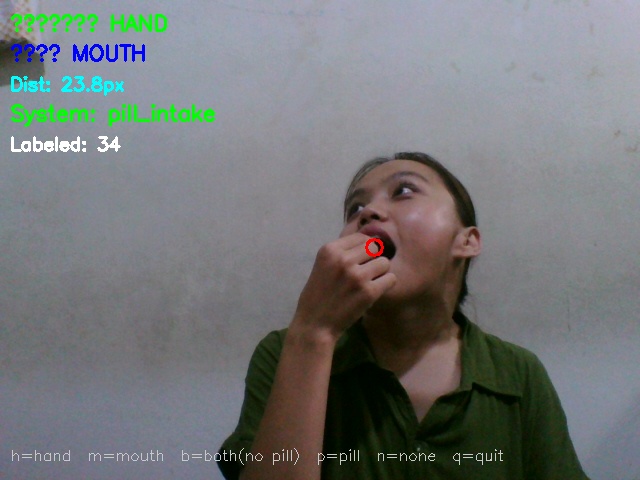 ??????? HAND
???? MOUTH
Dist: 23.8px
System: pill_intake
Labeled: 34
h=hand m=mouth b=both(no pill) p=pill n=none q=quit